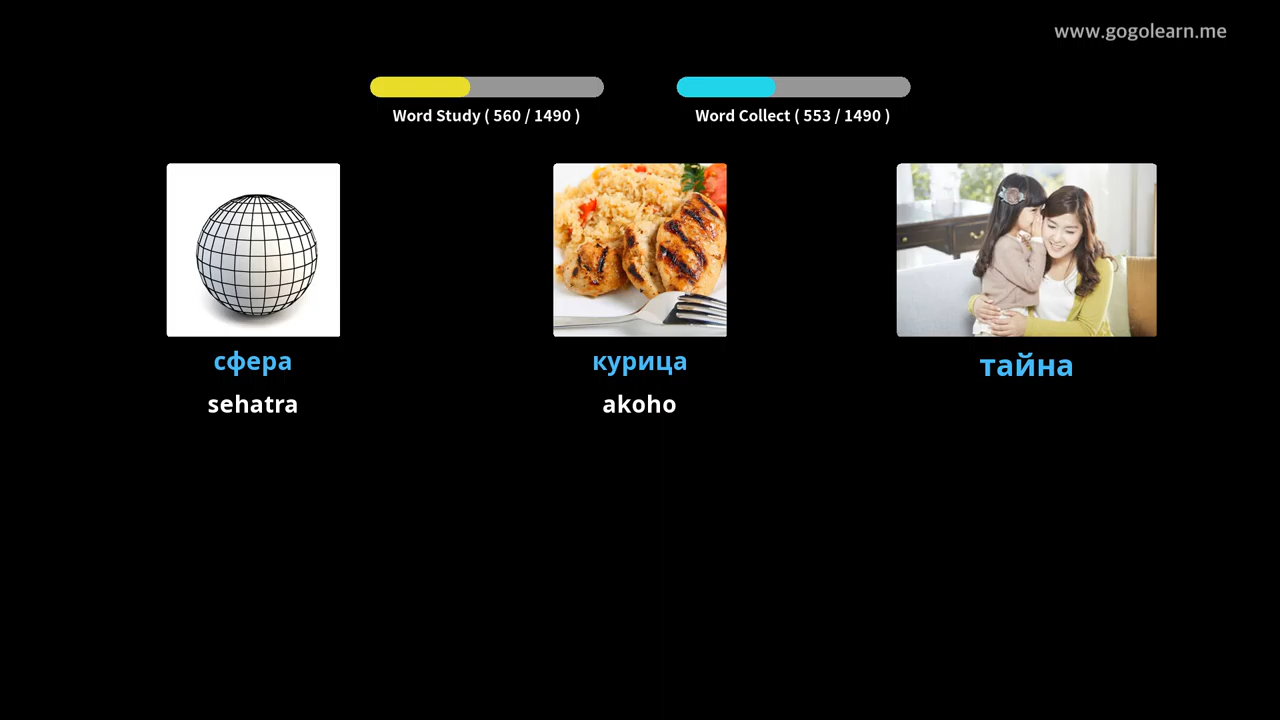 www.gogolearn.me
Word Study ( 560 / 1490 )
Word Collect ( 553 / 1490 )
сфера
курица
тайна
sehatra
akoho